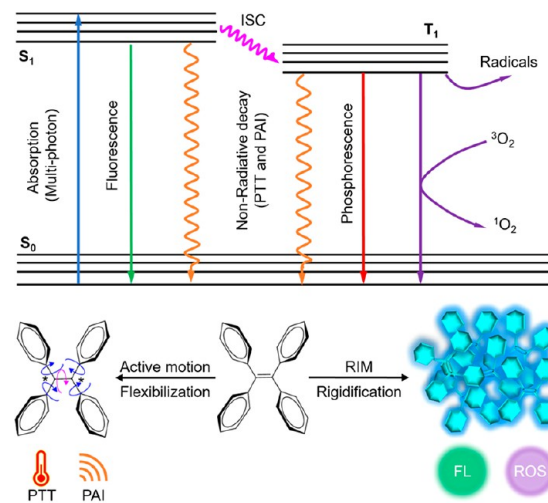 ISC
S1
T1
Radicals
Absorption
(Multi-photon)
Fluorescence
Non-Radiative decay
(PTT and PAI)
Phosphorescence
³O₂
¹O₂
S0
Active motion
Flexibilization
RIM
Rigidification
*
*
PTT
PAI
FL
ROS